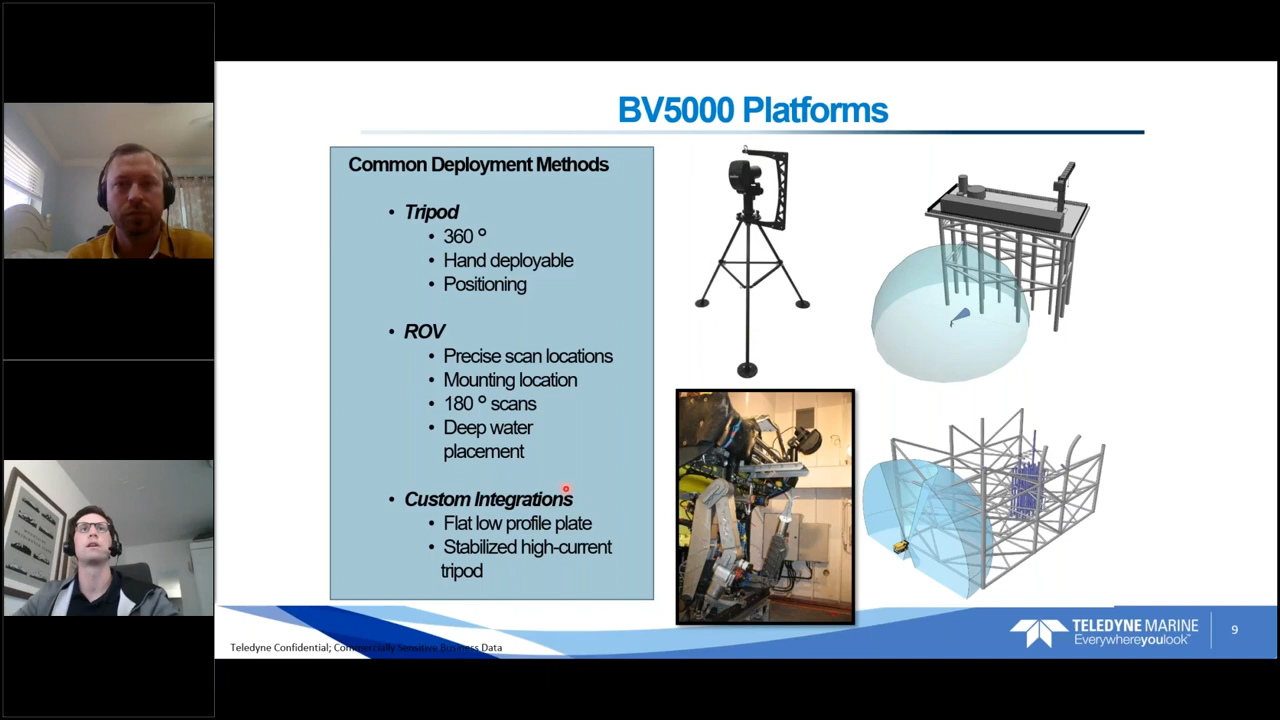 BV5000 Platforms
Common Deployment Methods
• Tripod
• 360 °
• Hand deployable
• Positioning
• ROV
• Precise scan locations
• Mounting location
• 180 ° scans
• Deep water
placement
• Custom Integrations
• Flat low profile plate
• Stabilized high-current
tripod
TELEDYNE MARINE
Everywhereyoulook™
9
Teledyne Confidential; Commercially Sensitive Business Data